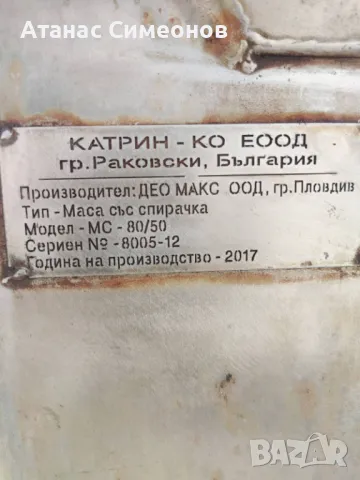 Атанас Симеонов
КАТРИН - КО ЕООД
гр.Раковски, България
Производител: ДЕО МАКС ООД, гр.Пловдив
Тип - Маса със спирачка
Модел - МС - 80/50
Сериен № - 8005-12
Година на производство - 2017
BAZAR